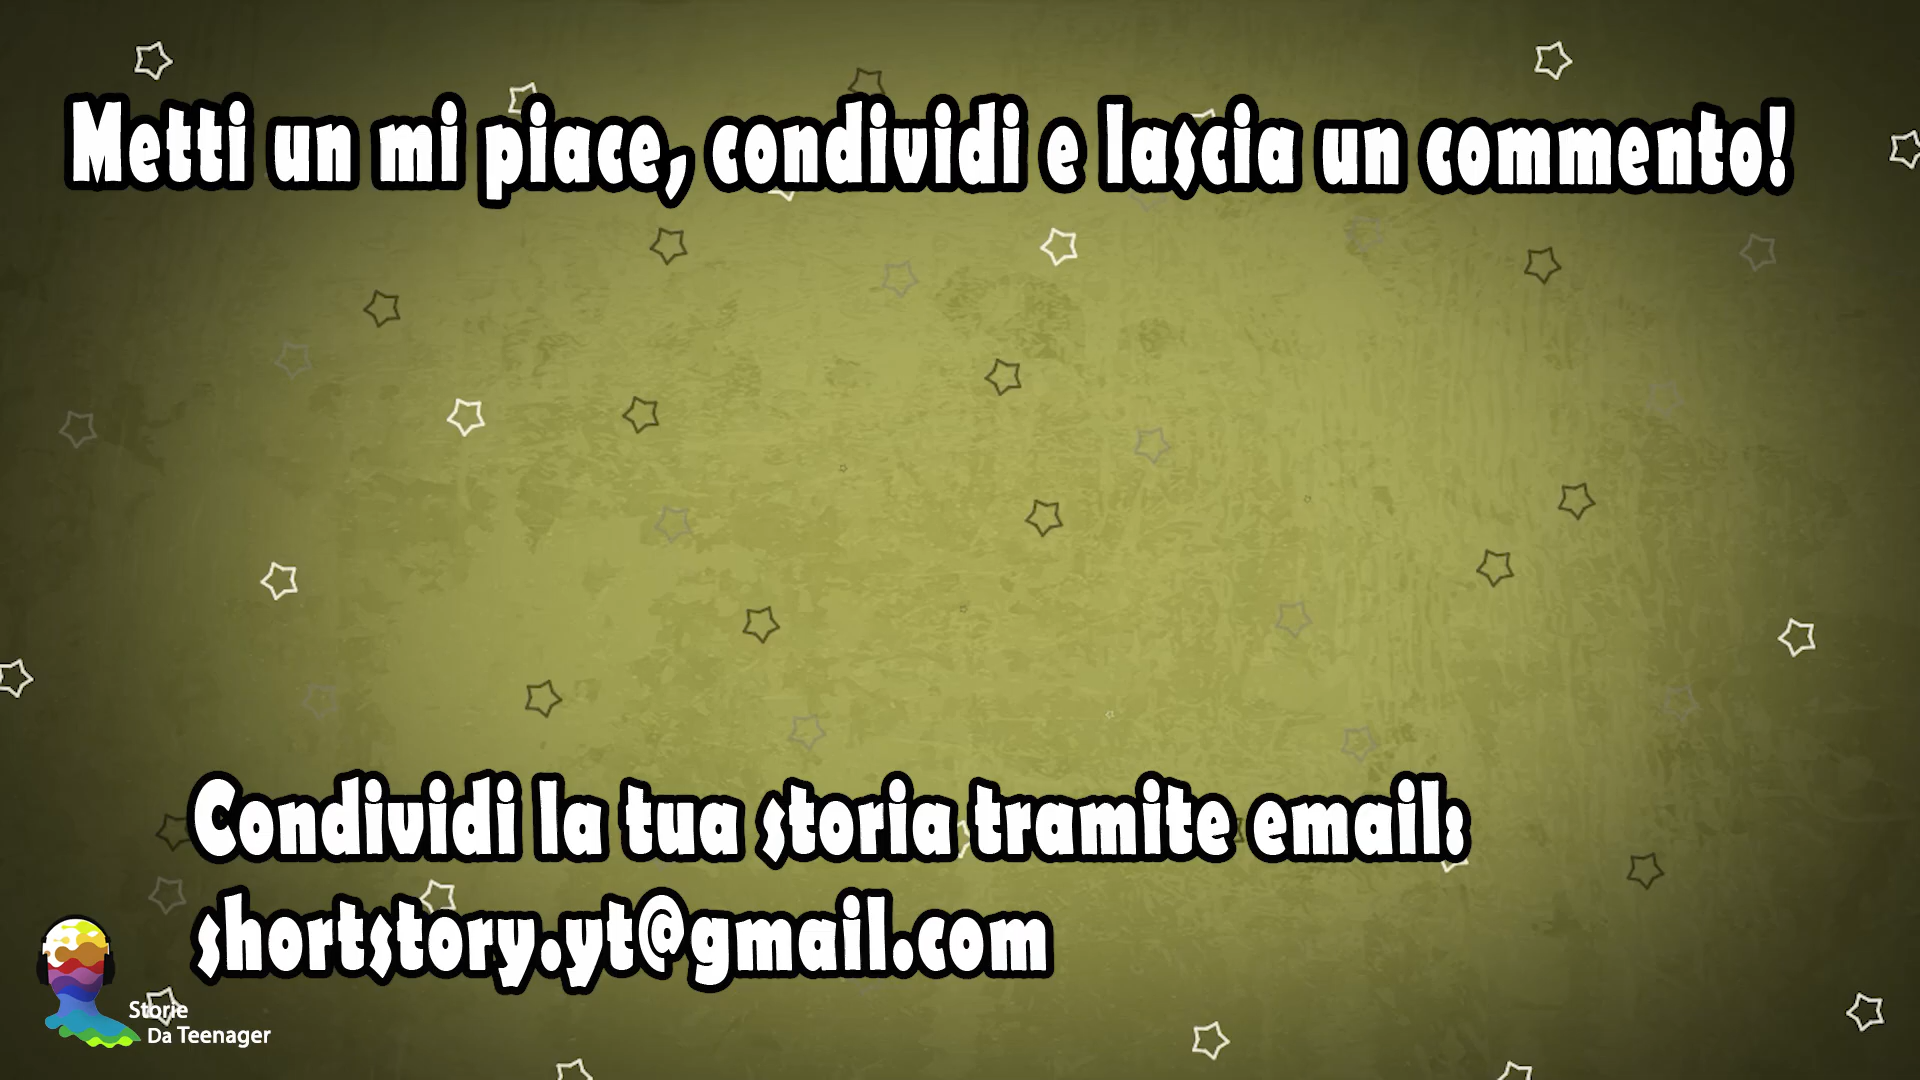 Metti un mi piace, condividi e lascia un commento!
Condividi la tua storia tramite email:
shortstory.yt@gmail.com
Storie
Da Teenager